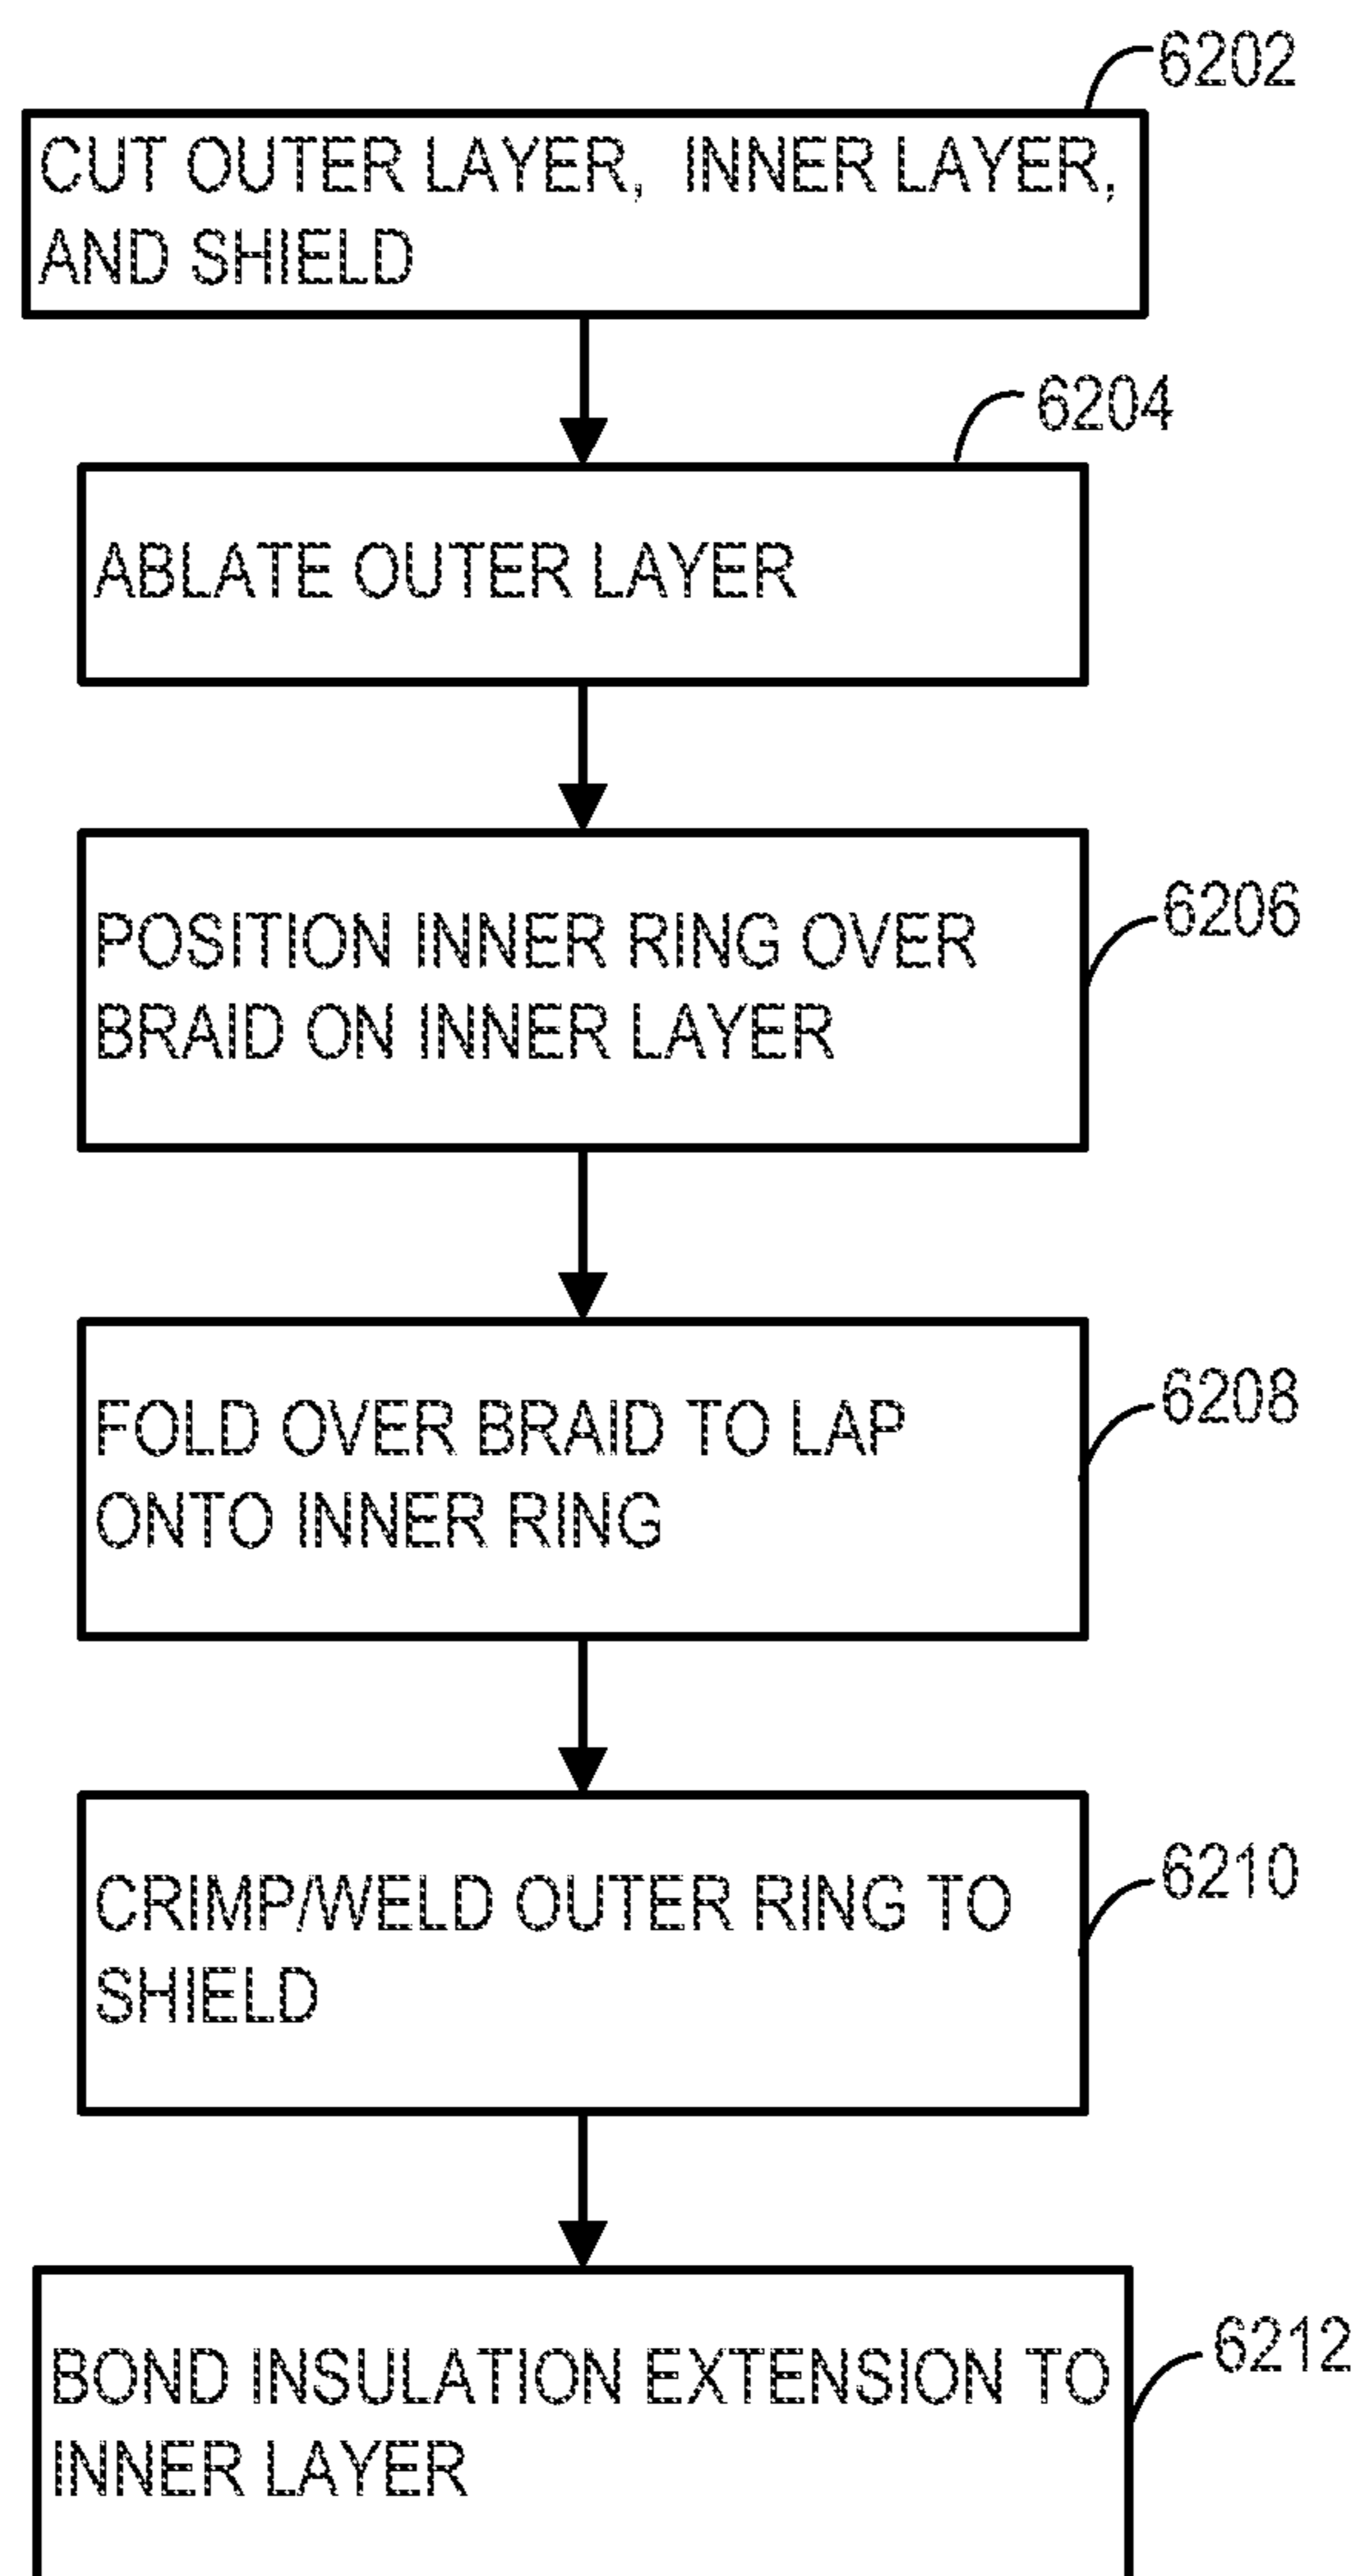 6202
CUT OUTER LAYER, INNER LAYER,
AND SHIELD
6204
ABLATE OUTER LAYER
6206
POSITION INNER RING OVER
BRAID ON INNER LAYER
6208
FOLD OVER BRAID TO LAP
ONTO INNER RING
6210
CRIMP/WELD OUTER RING TO
SHIELD
6212
BOND INSULATION EXTENSION TO
INNER LAYER